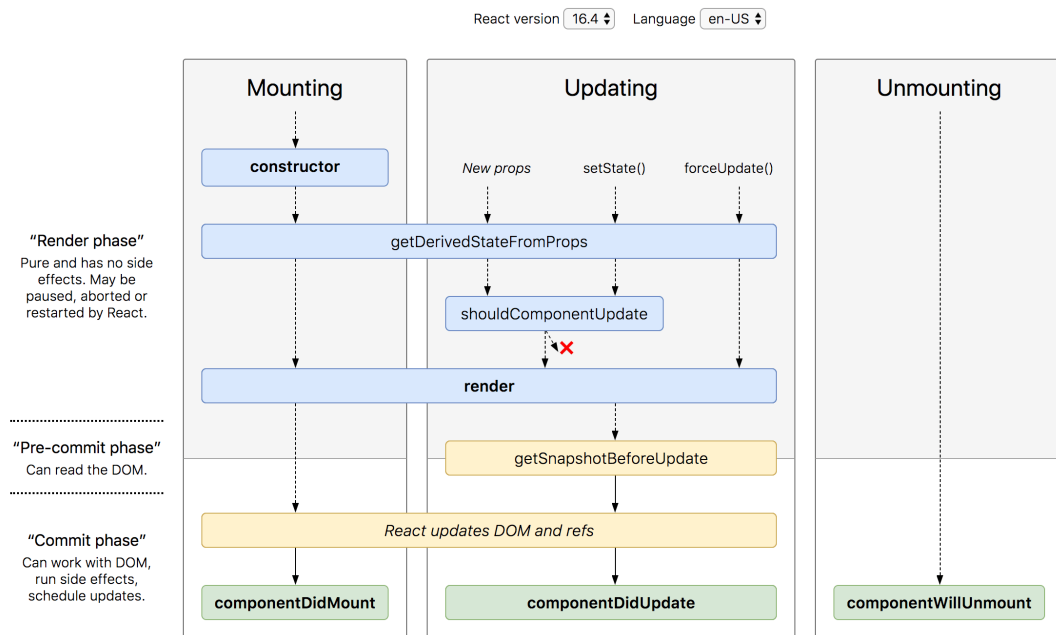 React version 16.4 Language en-US
Mounting
Updating
Unmounting
constructor
New props
setState()
forceUpdate()
“Render phase”
Pure and has no side
effects. May be
paused, aborted or
restarted by React.
getDerivedStateFromProps
shouldComponentUpdate
render
“Pre-commit phase”
Can read the DOM.
getSnapshotBeforeUpdate
“Commit phase”
Can work with DOM,
run side effects,
schedule updates.
React updates DOM and refs
componentDidMount
componentDidUpdate
componentWillUnmount